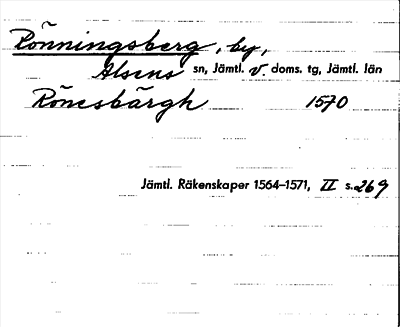 Rönningsberg, by,
Alsens sn, Jämtl. v. doms. tg, Jämtl. län
Rönesbärgh 1570
Jämtl. Räkenskaper 1564–1571, II s. 269